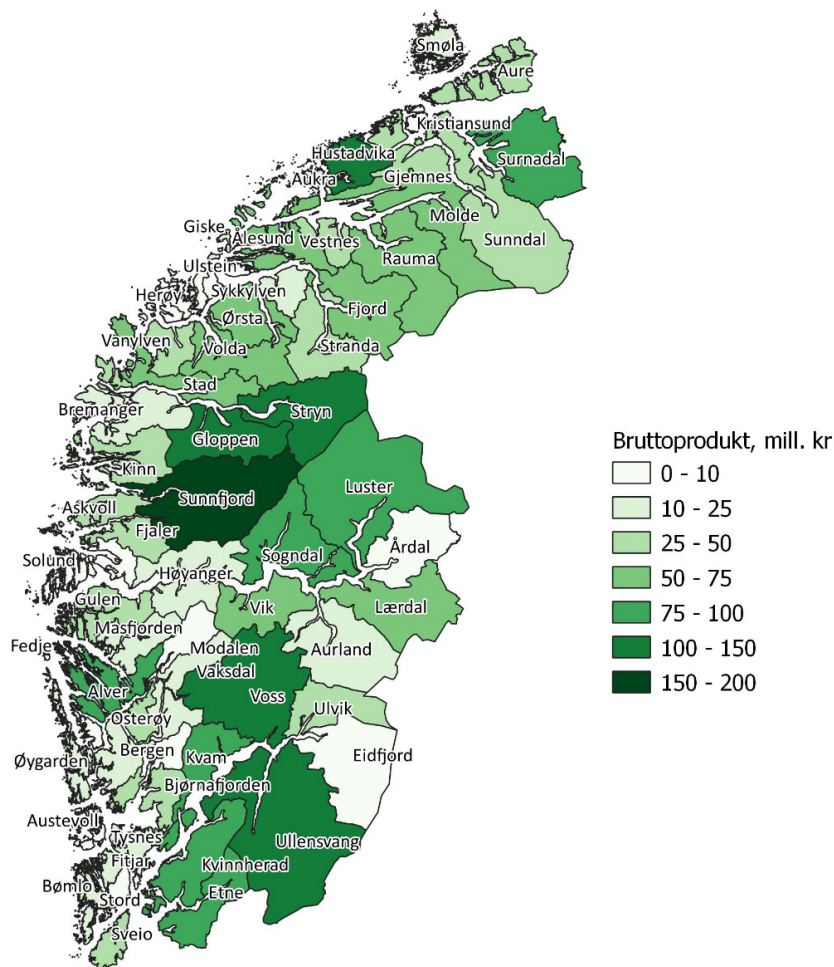 Smøla
Aure
Kristiansund
Hustadvika
Surnadal
Aukra
Gjemnes
Molde
Giske
Ålesund
Vestnes
Sunndal
Rauma
Ulstein
Sykkylven
Herøy
Fjord
Ørsta
Vanylven
Volda
Stranda
Stad
Bremanger
Stryn
Gloppen
Bruttoprodukt, mill. kr
Kinn
0 - 10
Sunnfjord
Luster
10 - 25
Askvoll
25 - 50
Fjaler
50 - 75
Solund
Sogndal
Årdal
Høyanger
75 - 100
Gulen
Vik
Lærdal
100 - 150
Masfjorden
Fedje
Modalen
Aurland
150 - 200
Vaksdal
Alver
Voss
Osterøy
Ulvik
Bergen
Kvam
Eidfjord
Øygarden
Bjørnafjorden
Austevoll
Tysnes
Ullensvang
Fitjar
Kvinnherad
Bømlo
Stord
Etne
Sveio